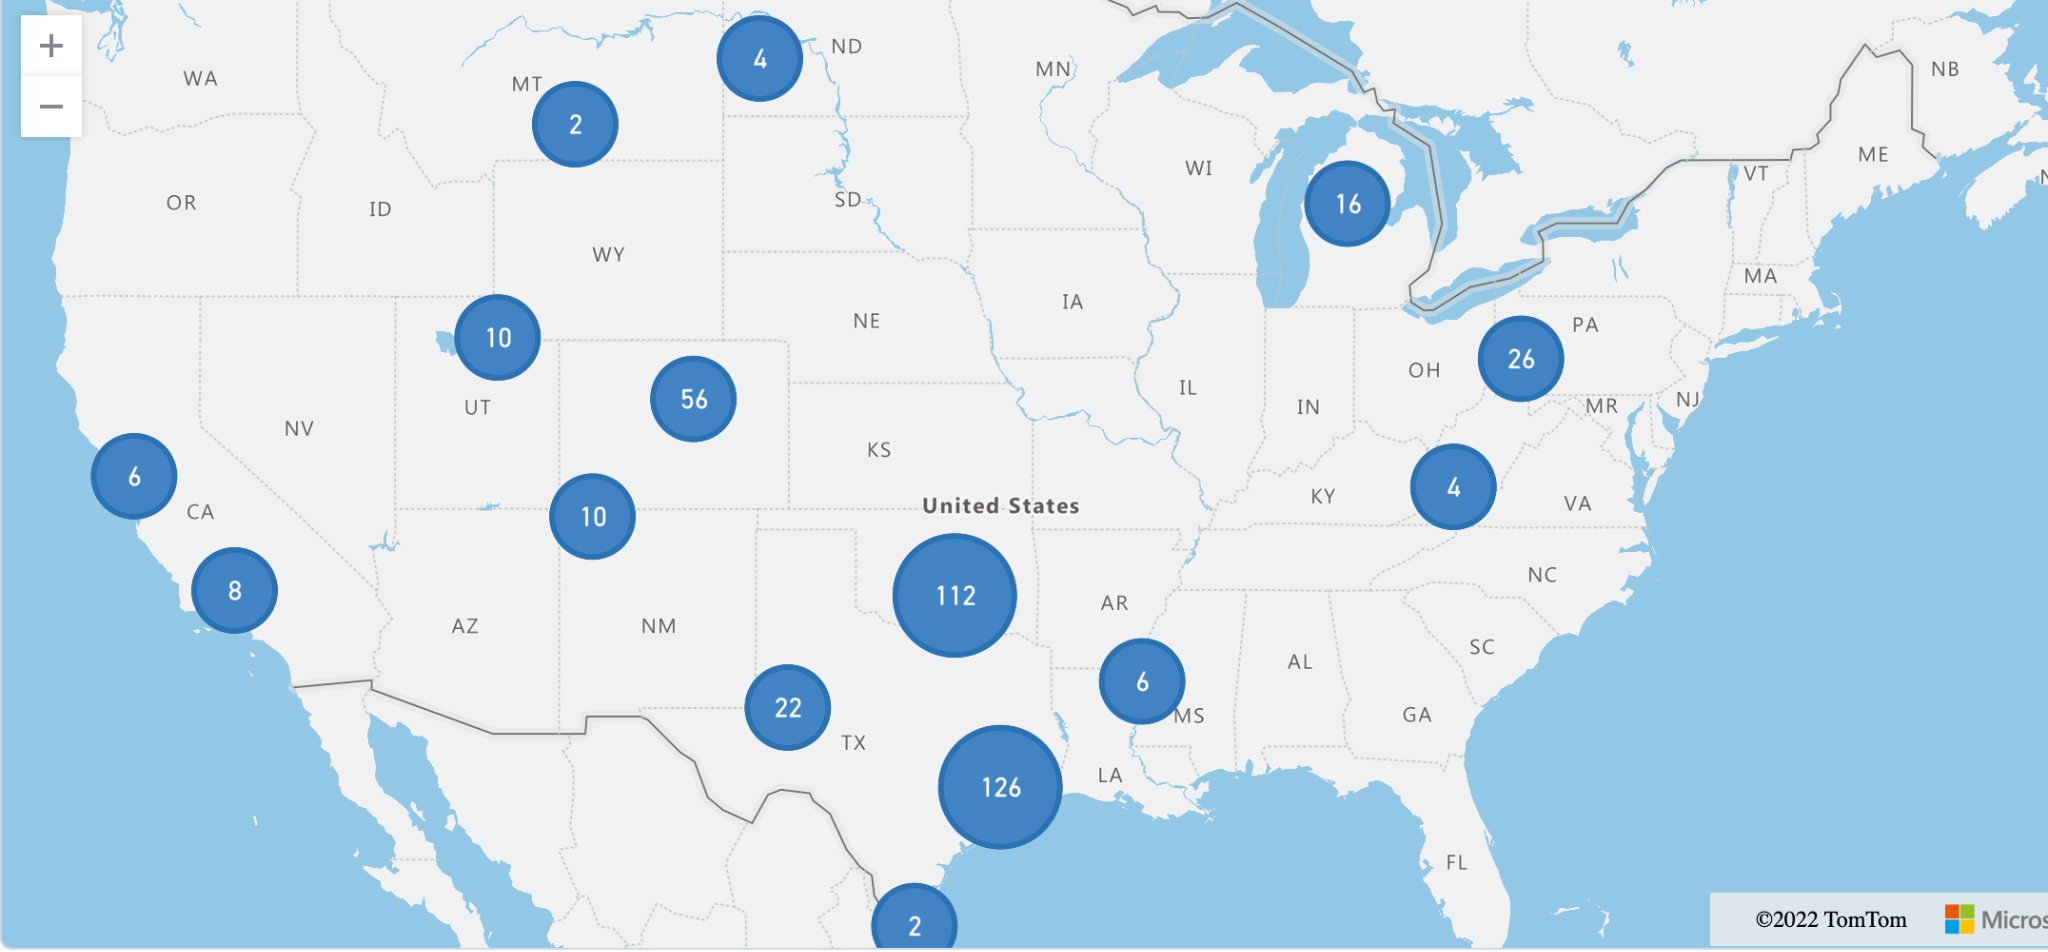 +
−
WA
MT
4
ND
MN
NB
2
WI
16
VT
ME
OR
ID
SD
WY
MA
IA
NE
10
PA
26
OH
56
UT
IL
IN
MR
NJ
NV
KS
6
CA
10
United States
KY
4
VA
8
112
AR
NC
AZ
NM
SC
AL
6
MS
GA
22
TX
LA
126
FL
2
©2022 TomTom
Micros